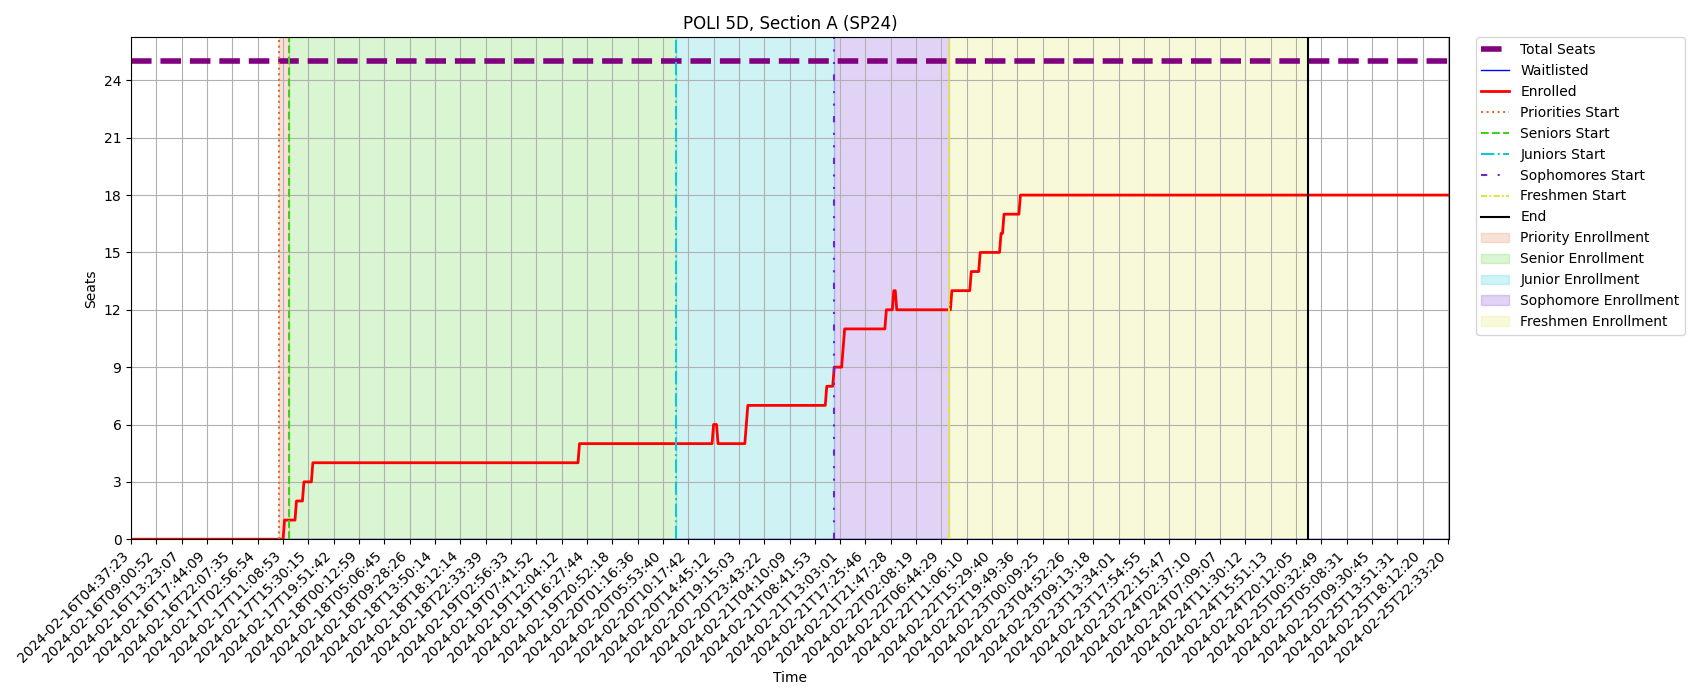 POLI 5D, Section A (SP24)
Seats
24
21
18
15
12
9
6
3
0
2024-02-16T04:37:23
2024-02-16T09:00:52
2024-02-16T13:23:07
2024-02-16T17:44:09
2024-02-16T22:07:35
2024-02-17T02:56:54
2024-02-17T11:08:53
2024-02-17T15:30:15
2024-02-17T19:51:42
2024-02-18T00:12:59
2024-02-18T05:06:45
2024-02-18T09:28:26
2024-02-18T13:50:14
2024-02-18T18:12:14
2024-02-18T22:33:39
2024-02-19T02:56:33
2024-02-19T07:41:52
2024-02-19T12:04:12
2024-02-19T16:27:44
2024-02-19T20:52:18
2024-02-20T01:16:36
2024-02-20T05:53:40
2024-02-20T10:17:42
2024-02-20T14:45:12
2024-02-20T19:15:03
2024-02-20T23:43:22
2024-02-21T04:10:09
2024-02-21T08:41:53
2024-02-21T13:03:01
2024-02-21T17:25:46
2024-02-21T21:47:28
2024-02-22T02:08:19
2024-02-22T06:44:29
2024-02-22T11:06:10
2024-02-22T15:29:40
2024-02-22T19:49:36
2024-02-23T00:09:25
2024-02-23T04:52:26
2024-02-23T09:13:18
2024-02-23T13:34:01
2024-02-23T17:54:55
2024-02-23T22:15:47
2024-02-24T02:37:10
2024-02-24T07:09:07
2024-02-24T11:30:12
2024-02-24T15:51:13
2024-02-24T20:12:05
2024-02-25T00:32:49
2024-02-25T05:08:31
2024-02-25T09:30:45
2024-02-25T13:51:31
2024-02-25T18:12:20
2024-02-25T22:33:20
Time
Total Seats
Waitlisted
Enrolled
Priorities Start
Seniors Start
Juniors Start
Sophomores Start
Freshmen Start
End
Priority Enrollment
Senior Enrollment
Junior Enrollment
Sophomore Enrollment
Freshmen Enrollment